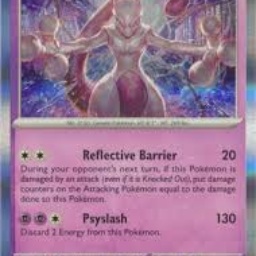 Reflective Barrier 20
During your opponent's next turn, if this Pokémon is
damaged by an attack (even if it is Knocked Out), put damage
counters on the Attacking Pokémon equal to the damage
done to this Pokémon.
Psyslash 130
Discard 2 Energy from this Pokémon.